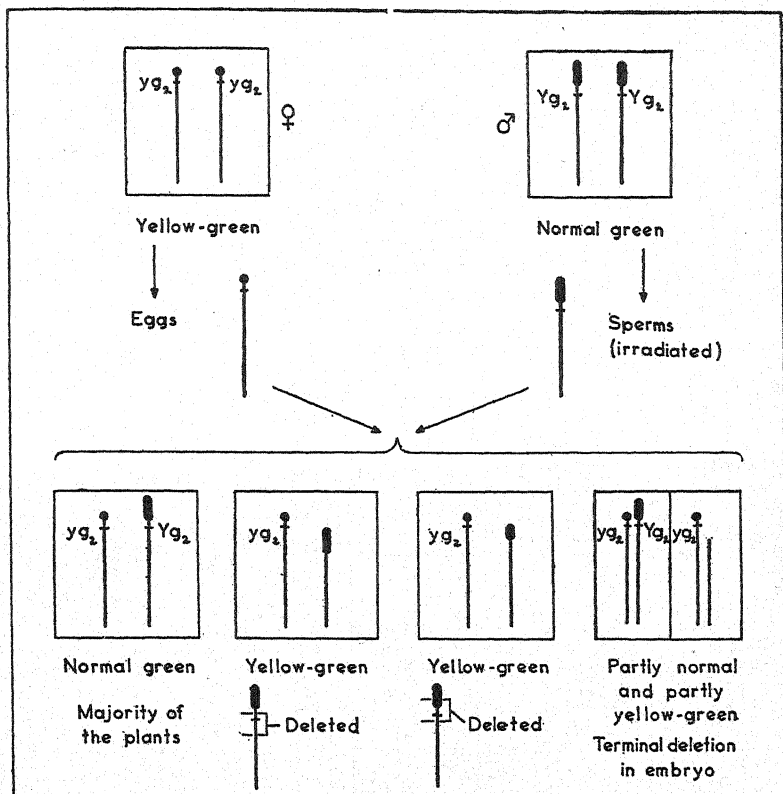 yg₂ yg₂ ♀
♂ Yg₂ Yg₂
Yellow-green
Normal green
Eggs
Sperms
(irradiated)
yg₂ Yg₂
yg₂
yg₂
yg₂ Yg₂ yg₂
Normal green
Majority of
the plants
Yellow-green
Deleted
Yellow-green
Deleted
Partly normal
and partly
yellow-green
Terminal deletion
in embryo